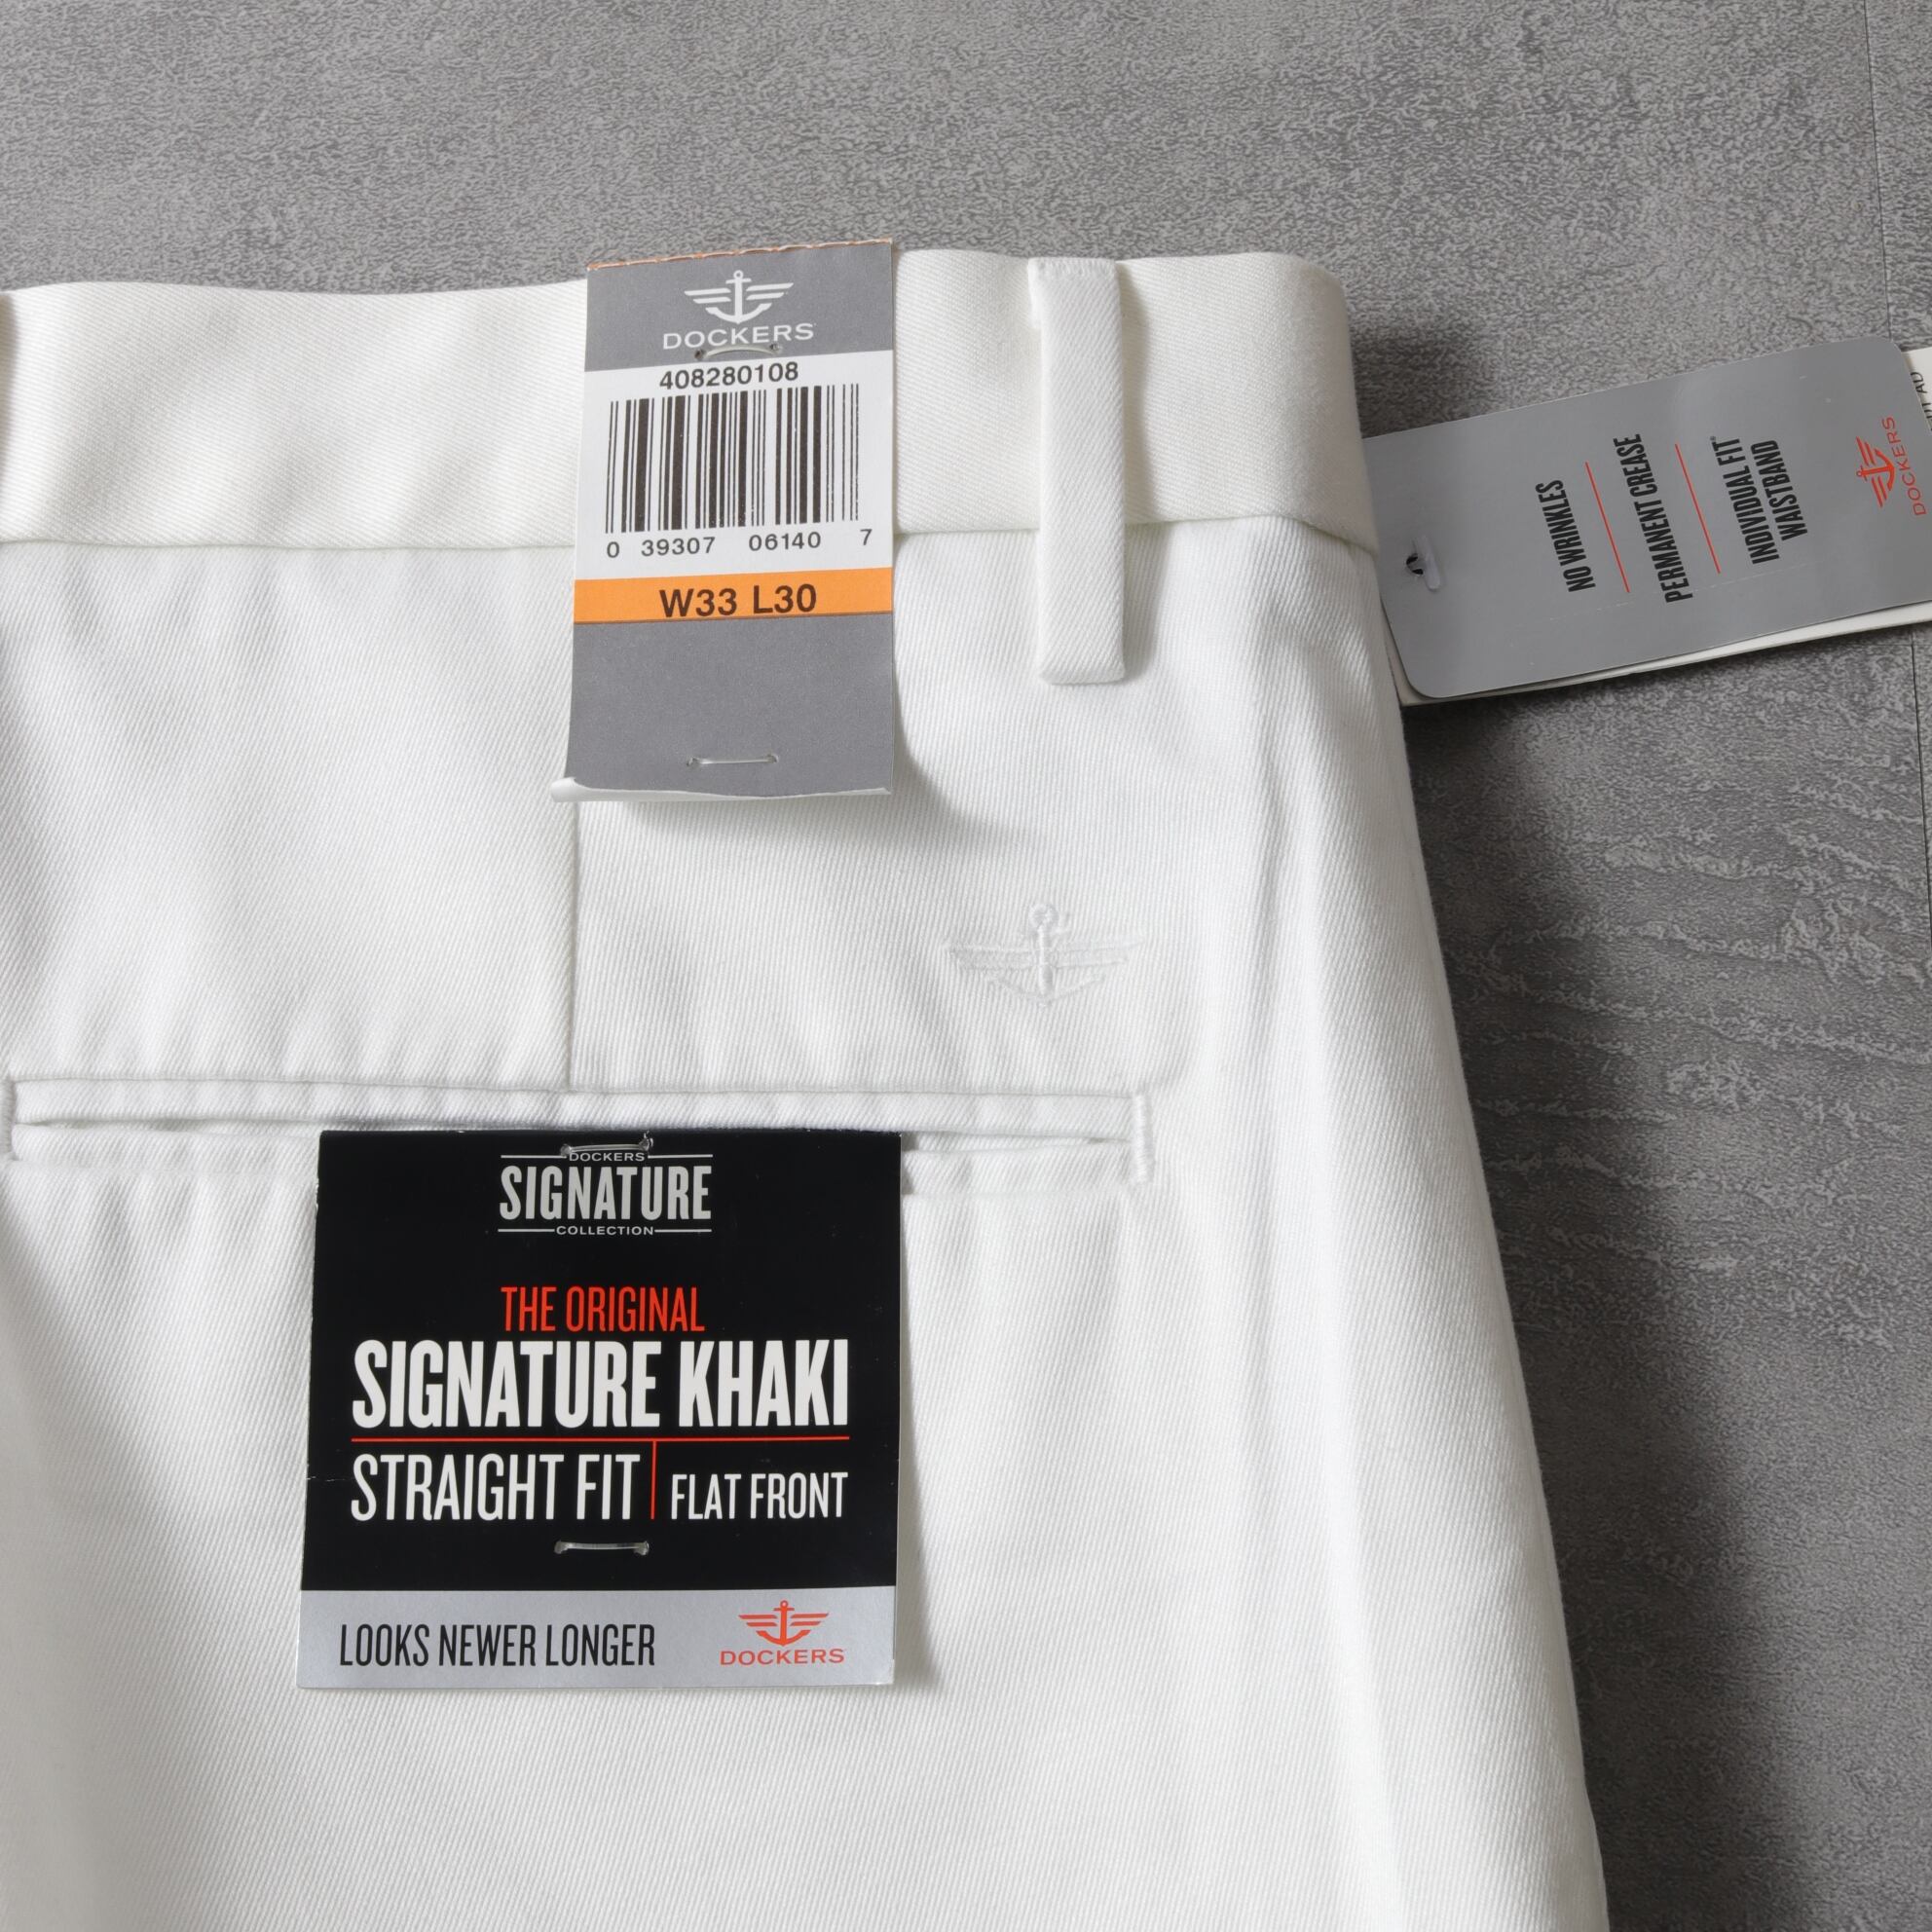 DOCKERS
408280108
0 39307 06140 7
W33 L30
NO WRINKLES
PERMANENT CREASE
INDIVIDUAL FIT®
WAISTBAND
DOCKERS
DOCKERS
SIGNATURE
COLLECTION
THE ORIGINAL
SIGNATURE KHAKI
STRAIGHT FIT
FLAT FRONT
LOOKS NEWER LONGER
DOCKERS